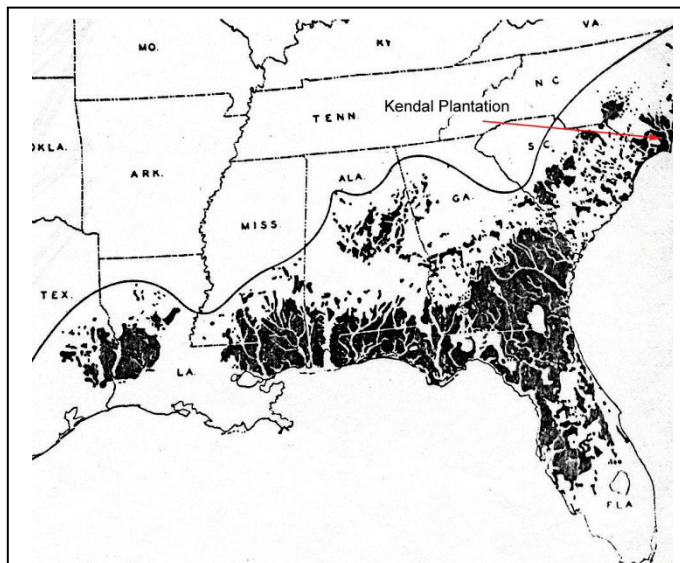 MO.
KY
VA.
N C
Kendal Plantation
TENN.
OKLA.
S C.
ARK.
ALA.
GA.
MISS.
TEX.
LA.
FLA